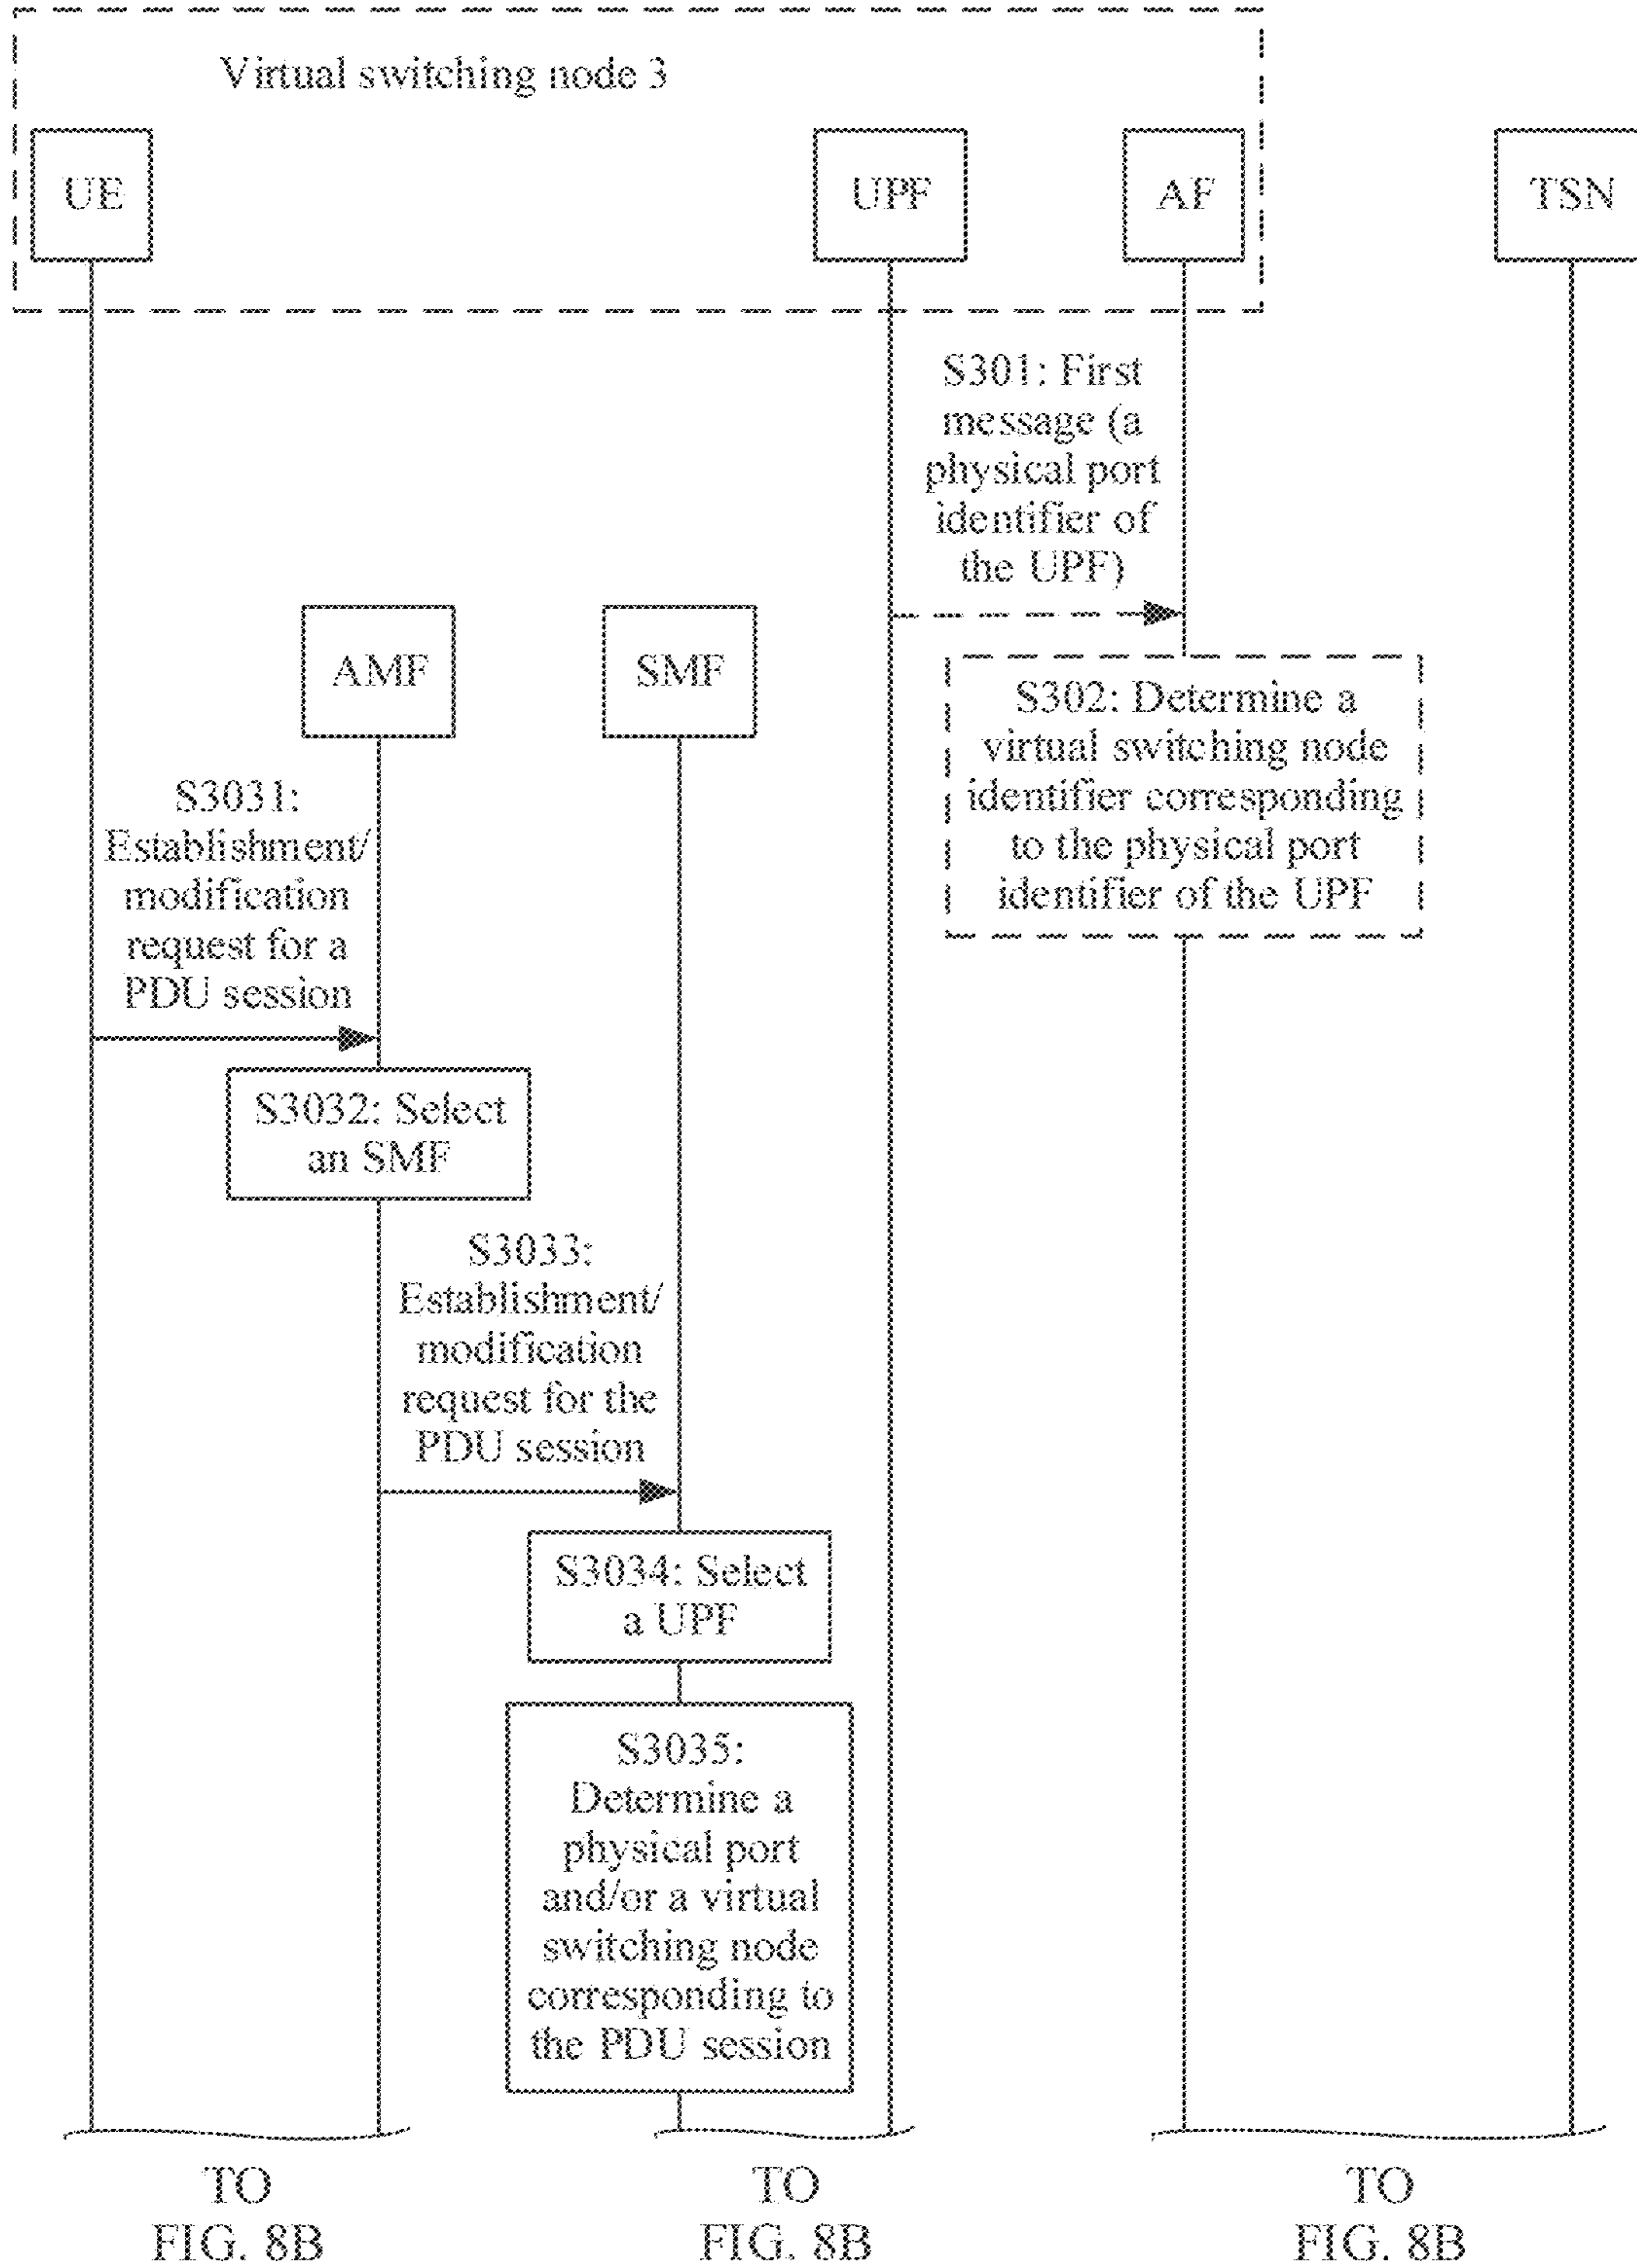 Virtual switching node 3
UE
UPF
AF
TSN
S301: First
message (a
physical port
identifier of
the UPF)
AMF
SMF
S302: Determine a
virtual switching node
identifier corresponding
to the physical port
identifier of the UPF
S3031:
Establishment/
modification
request for a
PDU session
S3032: Select
an SMF
S3033:
Establishment/
modification
request for the
PDU session
S3034: Select
a UPF
S3035:
Determine a
physical port
and/or a virtual
switching node
corresponding to
the PDU session
TO
FIG. 8B
TO
FIG. 8B
TO
FIG. 8B